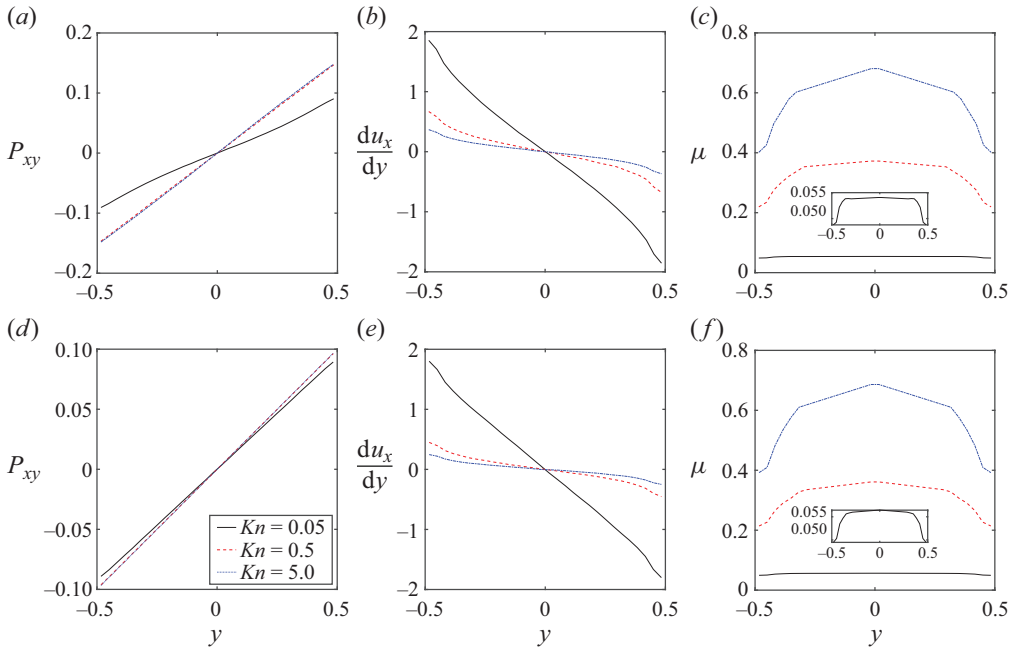 (a) (b) (c)
0.2 2 0.8
0.1 1 0.6
P_xy 0 du_x/dy 0 μ 0.4
0.055
0.050
−0.5 0 0.5
−0.1 −1 0.2
−0.2 −2 0
−0.5 0 0.5 −0.5 0 0.5 −0.5 0 0.5
(d) (e) (f)
0.10 2 0.8
0.05 1 0.6
P_xy 0 du_x/dy 0 μ 0.4
0.055
0.050
−0.5 0 0.5
−0.05 −1 0.2
Kn = 0.05
Kn = 0.5
Kn = 5.0
−0.10 −2 0
−0.5 0 0.5 −0.5 0 0.5 −0.5 0 0.5
y y y